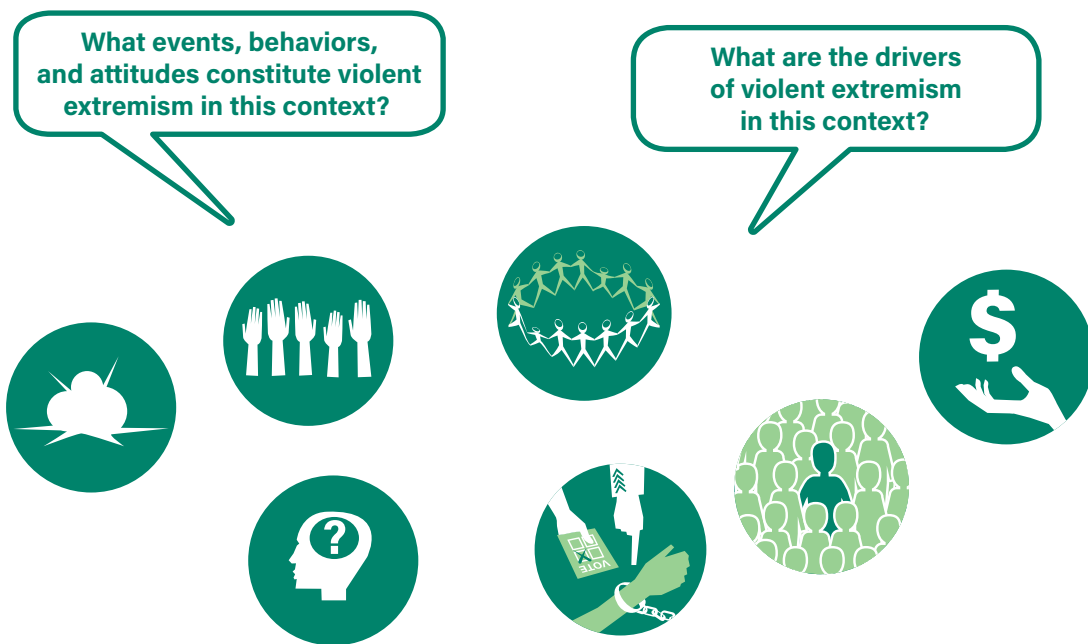 What events, behaviors,
and attitudes constitute violent
extremism in this context?
What are the drivers
of violent extremism
in this context?
$
?
VOTE